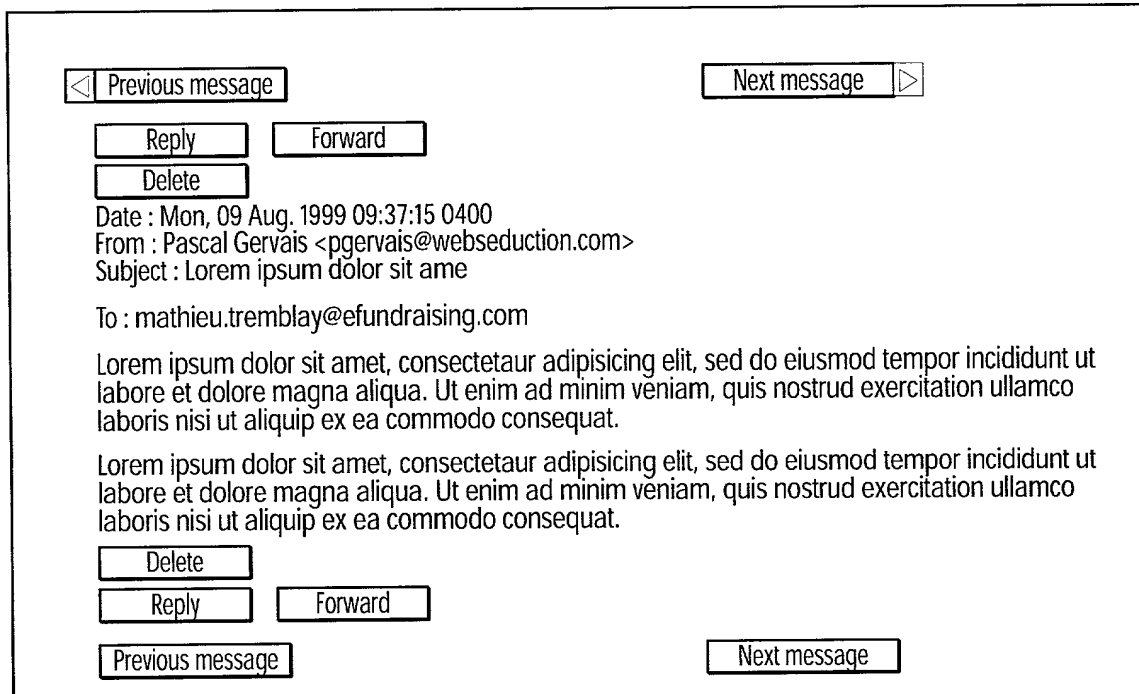 Previous message Next message
Reply Forward
Delete
Date : Mon, 09 Aug. 1999 09:37:15 0400
From : Pascal Gervais <pgervais@webseduction.com>
Subject : Lorem ipsum dolor sit ame
To : mathieu.tremblay@efundraising.com
Lorem ipsum dolor sit amet, consectetaur adipisicing elit, sed do eiusmod tempor incididunt ut
labore et dolore magna aliqua. Ut enim ad minim veniam, quis nostrud exercitation ullamco
laboris nisi ut aliquip ex ea commodo consequat.
Lorem ipsum dolor sit amet, consectetaur adipisicing elit, sed do eiusmod tempor incididunt ut
labore et dolore magna aliqua. Ut enim ad minim veniam, quis nostrud exercitation ullamco
laboris nisi ut aliquip ex ea commodo consequat.
Delete
Reply Forward
Previous message Next message